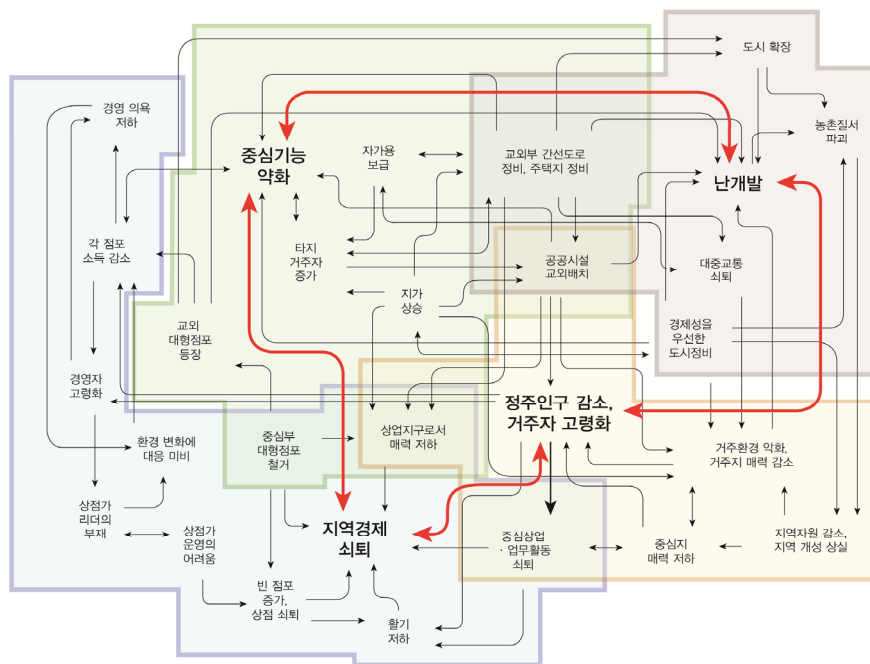 도시 확장
경영 의욕
저하
농촌질서
파괴
중심기능
약화
자가용
보급
교외부 간선도로
정비, 주택지 정비
난개발
각 점포
소득 감소
타지
거주자
증가
공공시설
교외배치
대중교통
쇠퇴
지가
상승
교외
대형점포
등장
경제성을
우선한
도시정비
경영자
고령화
정주인구 감소,
거주자 고령화
환경 변화에
대응 미비
중심부
대형점포
철거
상업지구로서
매력 저하
거주환경 악화,
거주지 매력 감소
상점가
리더의
부재
상점가
운영의
어려움
지역경제
쇠퇴
중심상업
· 업무활동
쇠퇴
중심지
매력 저하
지역자원 감소,
지역 개성 상실
빈 점포
증가,
상점 쇠퇴
활기
저하